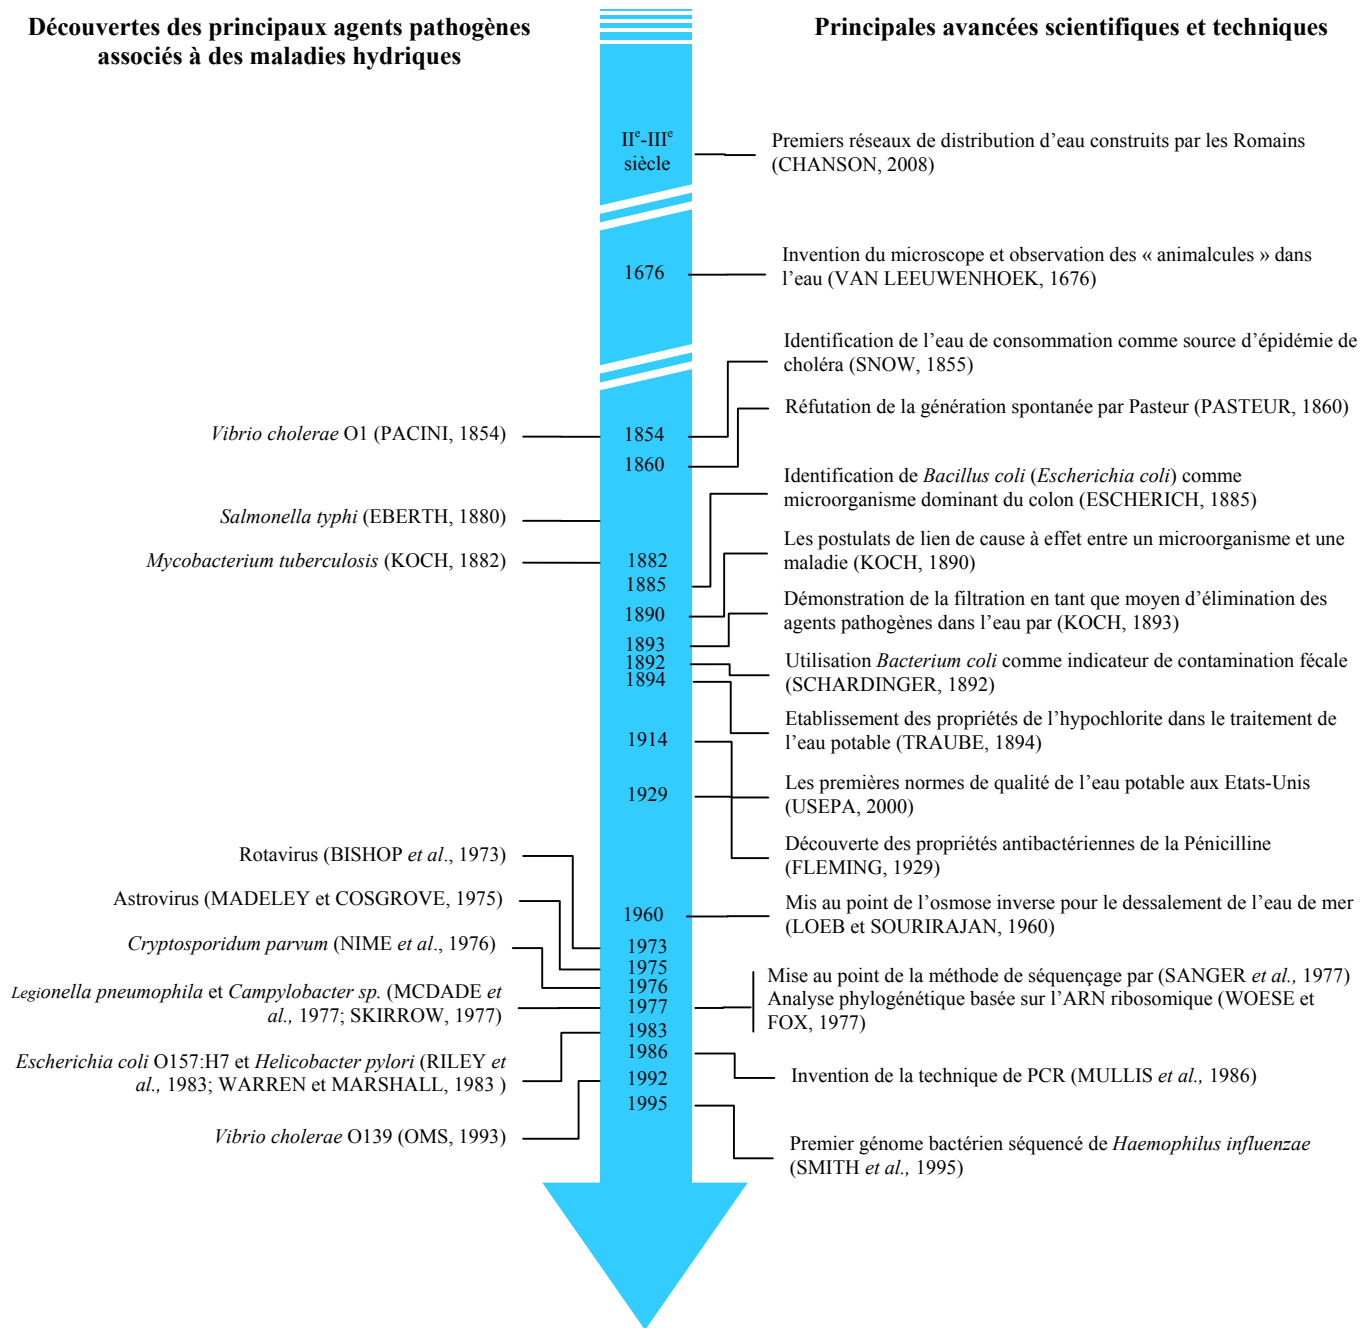 Découvertes des principaux agents pathogènes
associés à des maladies hydriques
Principales avancées scientifiques et techniques
IIe-IIIe
siècle
Premiers réseaux de distribution d'eau construits par les Romains
(CHANSON, 2008)
1676
Invention du microscope et observation des « animalcules » dans
l'eau (VAN LEEUWENHOEK, 1676)
Identification de l'eau de consommation comme source d'épidémie de
choléra (SNOW, 1855)
Réfutation de la génération spontanée par Pasteur (PASTEUR, 1860)
Vibrio cholerae O1 (PACINI, 1854)
1854
1860
Identification de Bacillus coli (Escherichia coli) comme
microorganisme dominant du colon (ESCHERICH, 1885)
Salmonella typhi (EBERTH, 1880)
Mycobacterium tuberculosis (KOCH, 1882)
1882
1885
Les postulats de lien de cause à effet entre un microorganisme et une
maladie (KOCH, 1890)
1890
Démonstration de la filtration en tant que moyen d'élimination des
agents pathogènes dans l'eau par (KOCH, 1893)
1893
1892
1894
Utilisation Bacterium coli comme indicateur de contamination fécale
(SCHARDINGER, 1892)
Etablissement des propriétés de l'hypochlorite dans le traitement de
l'eau potable (TRAUBE, 1894)
1914
1929
Les premières normes de qualité de l'eau potable aux Etats-Unis
(USEPA, 2000)
Découverte des propriétés antibactériennes de la Pénicilline
(FLEMING, 1929)
Rotavirus (BISHOP et al., 1973)
Astrovirus (MADELEY et COSGROVE, 1975)
1960
Mis au point de l'osmose inverse pour le dessalement de l'eau de mer
(LOEB et SOURIRAJAN, 1960)
Cryptosporidum parvum (NIME et al., 1976)
1973
1975
1976
Legionella pneumophila et Campylobacter sp. (MCDADE et
al., 1977; SKIRROW, 1977)
1977
Mise au point de la méthode de séquençage par (SANGER et al., 1977)
Analyse phylogénétique basée sur l'ARN ribosomique (WOESE et
FOX, 1977)
1983
1986
Escherichia coli O157:H7 et Helicobacter pylori (RILEY et
al., 1983; WARREN et MARSHALL, 1983 )
1992
Invention de la technique de PCR (MULLIS et al., 1986)
1995
Vibrio cholerae O139 (OMS, 1993)
Premier génome bactérien séquencé de Haemophilus influenzae
(SMITH et al., 1995)